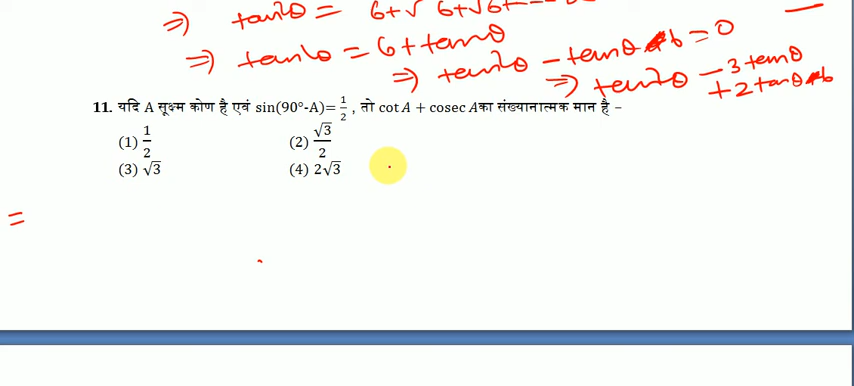 ⇒ tan²θ = 6+√6+√6+---
⇒ tan²θ = 6+tanθ
⇒ tan²θ - tanθ - 6 = 0
⇒ tan²θ - 3tanθ
+2tanθ - 6
11. यदि A सूक्ष्म कोण है एवं sin(90°-A)=1/2 , तो cot A + cosec A का संख्यानात्मक मान है –
(1) 1/2 (2) √3/2
(3) √3 (4) 2√3
=